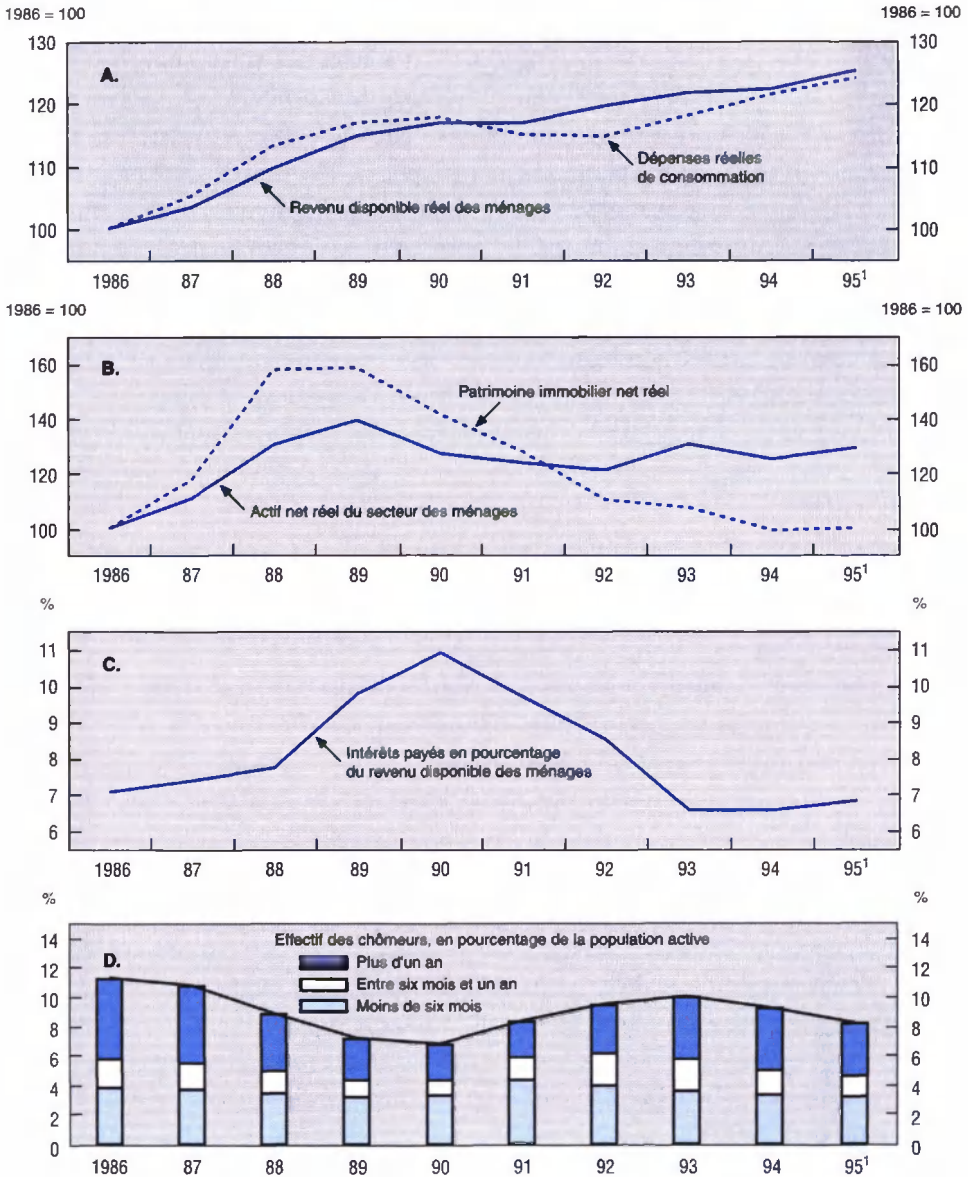 1986 = 100 1986 = 100
130 130
A.
120 120
Dépenses réelles
de consommation
110 110
Revenu disponible réel des ménages
100 100
1986 87 88 89 90 91 92 93 94 95¹
1986 = 100 1986 = 100
B.
160 160
Patrimoine immobilier net réel
140 140
120 120
Actif net réel du secteur des ménages
100 100
1986 87 88 89 90 91 92 93 94 95¹
% %
11 11
C.
10 10
9 9
8 8
Intérêts payés en pourcentage
du revenu disponible des ménages
7 7
6 6
1986 87 88 89 90 91 92 93 94 95¹
% %
14 14
Effectif des chômeurs, en pourcentage de la population active
D.
Plus d'un an
12 12
Entre six mois et un an
10 10
Moins de six mois
8 8
6 6
4 4
2 2
0 0
1986 87 88 89 90 91 92 93 94 95¹